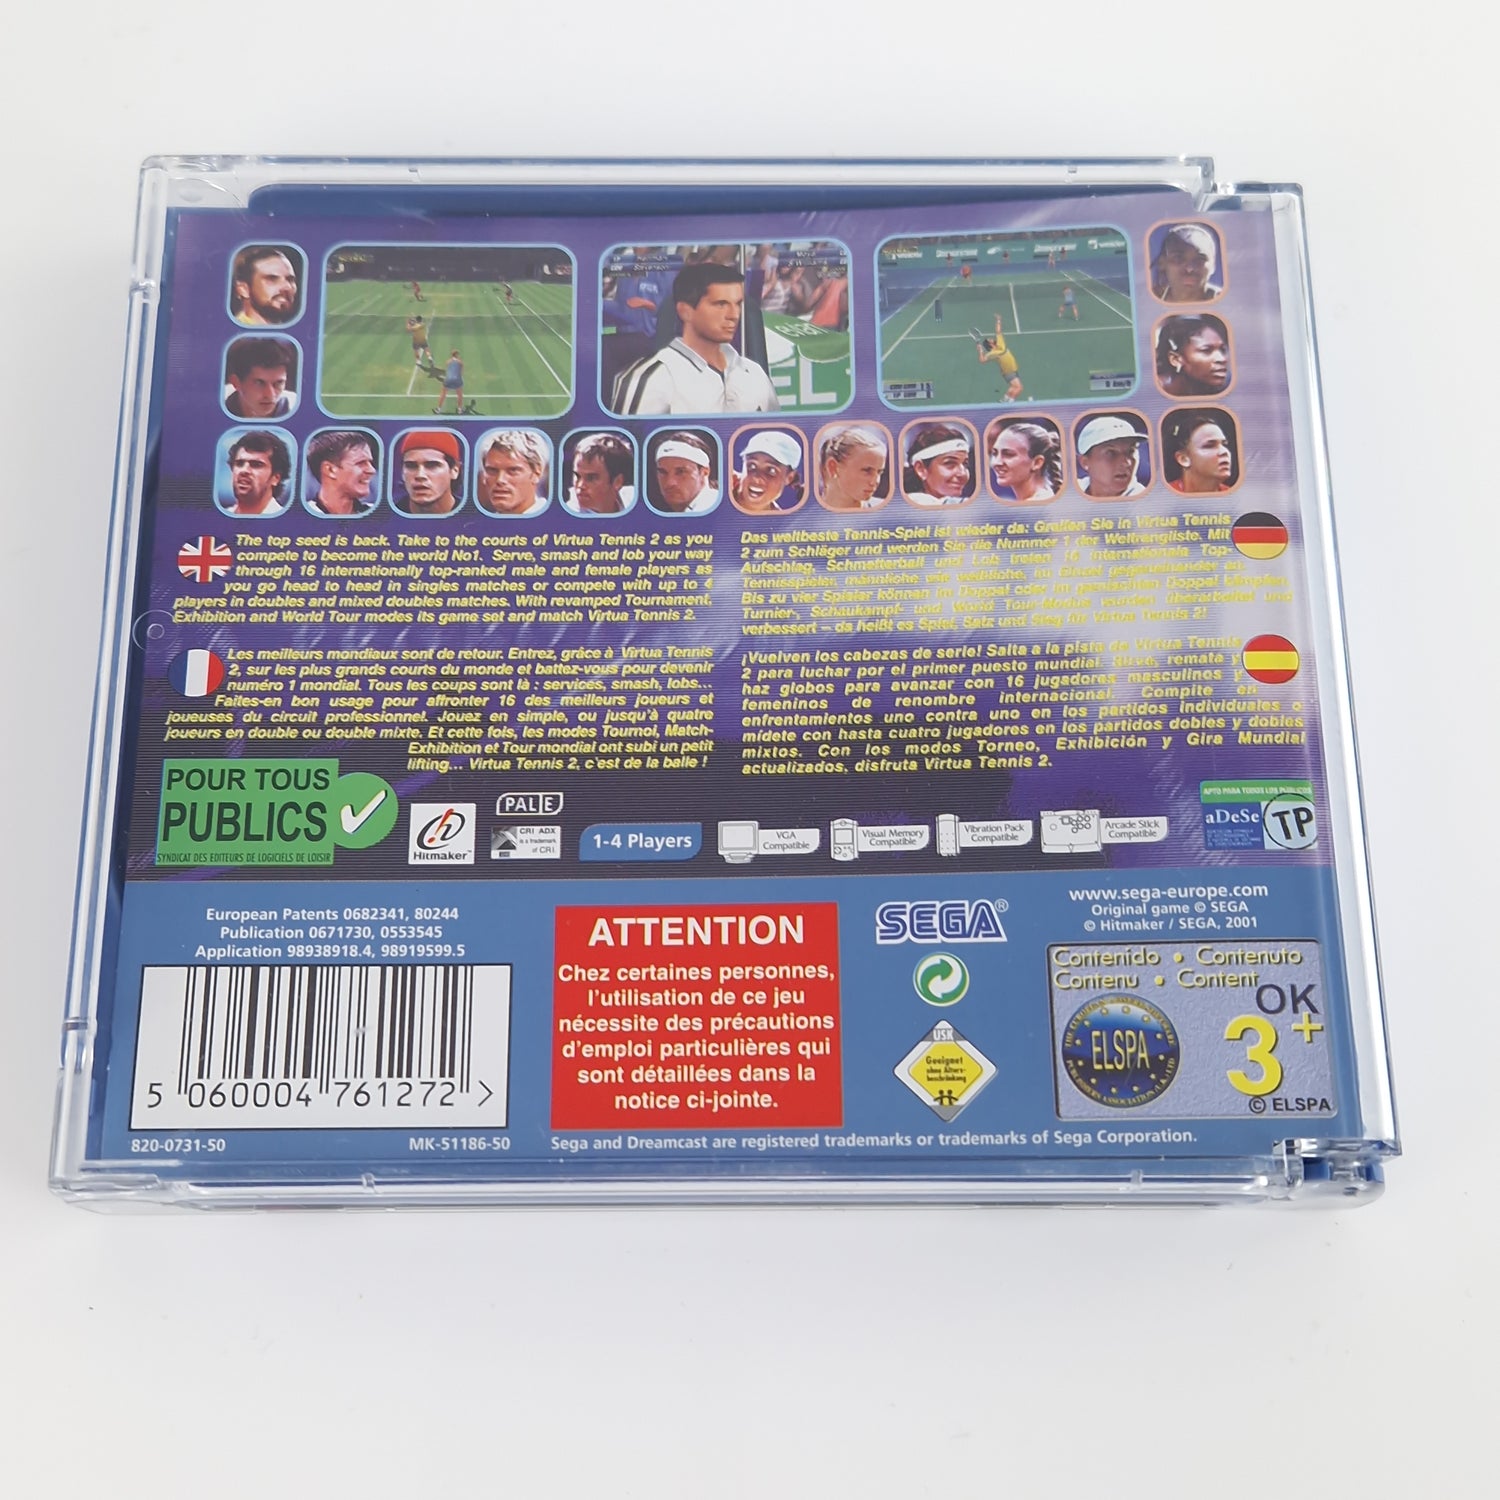 The top seed is back. Take to the courts of Virtua Tennis 2 as you
compete to become the world No1. Serve, smash and lob your way
through 16 internationally top-ranked male and female players as
you go head to head in singles matches or compete with up to 4
players in doubles and mixed doubles matches. With revamped Tournament,
Exhibition and World Tour modes its game set and match Virtua Tennis 2.
Das weltbeste Tennis-Spiel ist wieder da: Greifen Sie in Virtua Tennis
2 zum Schläger und werden Sie die Nummer 1 der Weltrangliste. Mit
Aufschlag, Schmetterball und Lob treten 16 internationale Top-
Tennisspieler, männliche wie weibliche, im Einzel gegeneinander an.
Bis zu vier Spieler können im Doppel oder im gemischten Doppel kämpfen.
Turnier-, Schaukampf- und World Tour-Modus wurden überarbeitet und
verbessert – da heißt es Spiel, Satz und Sieg für Virtua Tennis 2!
Les meilleurs mondiaux sont de retour. Entrez, grâce à Virtua Tennis
2, sur les plus grands courts du monde et battez-vous pour devenir
numéro 1 mondial. Tous les coups sont là : services, smash, lobs...
Faites-en bon usage pour affronter 16 des meilleurs joueurs et
joueuses du circuit professionnel. Jouez en simple, ou jusqu'à quatre
joueurs en double ou double mixte. Et cette fois, les modes Tournoi, Match-
Exhibition et Tour mondial ont subi un petit
lifting... Virtua Tennis 2, c'est de la balle !
¡Vuelven los cabezas de serie! Salta a la pista de Virtua Tennis
2 para luchar por el primer puesto mundial. Sirve, remata y
haz globos para avanzar con 16 jugadores masculinos y
femeninos de renombre internacional. Compite en
enfrentamientos uno contra uno en los partidos individuales o
mídete con hasta cuatro jugadores en los partidos dobles y dobles
mixtos. Con los modos Torneo, Exhibición y Gira Mundial
actualizados, disfruta Virtua Tennis 2.
POUR TOUS
PUBLICS
SYNDICAT DES EDITEURS DE LOGICIELS DE LOISIR
Hitmaker™
PAL E
CRI ADX
is a trademark
of CRI.
1-4 Players
VGA
Compatible
Visual Memory
Compatible
Vibration Pack
Compatible
Arcade Stick
Compatible
APTO PARA TODOS LOS PÚBLICOS
aDeSe
TP
European Patents 0682341, 80244
Publication 0671730, 0553545
Application 98938918.4, 98919599.5
5 060004 761272 >
820-0731-50
MK-51186-50
ATTENTION
Chez certaines personnes,
l'utilisation de ce jeu
nécessite des précautions
d'emploi particulières qui
sont détaillées dans la
notice ci-jointe.
SEGA®
USK
Geeignet
ohne Alters-
beschränkung
www.sega-europe.com
Original game © SEGA
© Hitmaker / SEGA, 2001
Contenido • Contenuto
Contenu • Content
OK
3+
ELSPA
© ELSPA
Sega and Dreamcast are registered trademarks or trademarks of Sega Corporation.